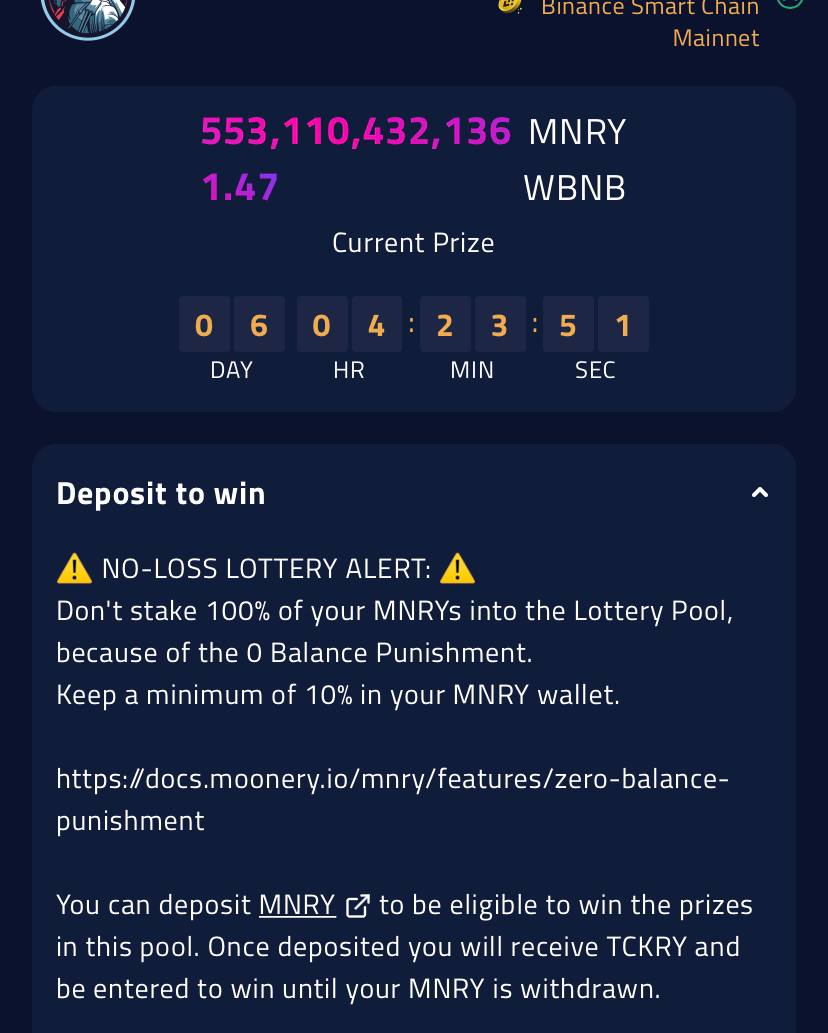 Binance Smart Chain
Mainnet
553,110,432,136 MNRY
1.47 WBNB
Current Prize
0 6 0 4 : 2 3 : 5 1
DAY HR MIN SEC
Deposit to win
⚠️ NO-LOSS LOTTERY ALERT: ⚠️
Don't stake 100% of your MNRYs into the Lottery Pool,
because of the 0 Balance Punishment.
Keep a minimum of 10% in your MNRY wallet.
https://docs.moonery.io/mnry/features/zero-balance-
punishment
You can deposit MNRY to be eligible to win the prizes
in this pool. Once deposited you will receive TCKRY and
be entered to win until your MNRY is withdrawn.